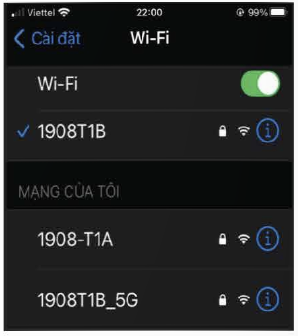 Viettel 22:00 99%
Cài đặt Wi-Fi
Wi-Fi
1908T1B
MẠNG CỦA TÔI
1908-T1A
1908T1B_5G